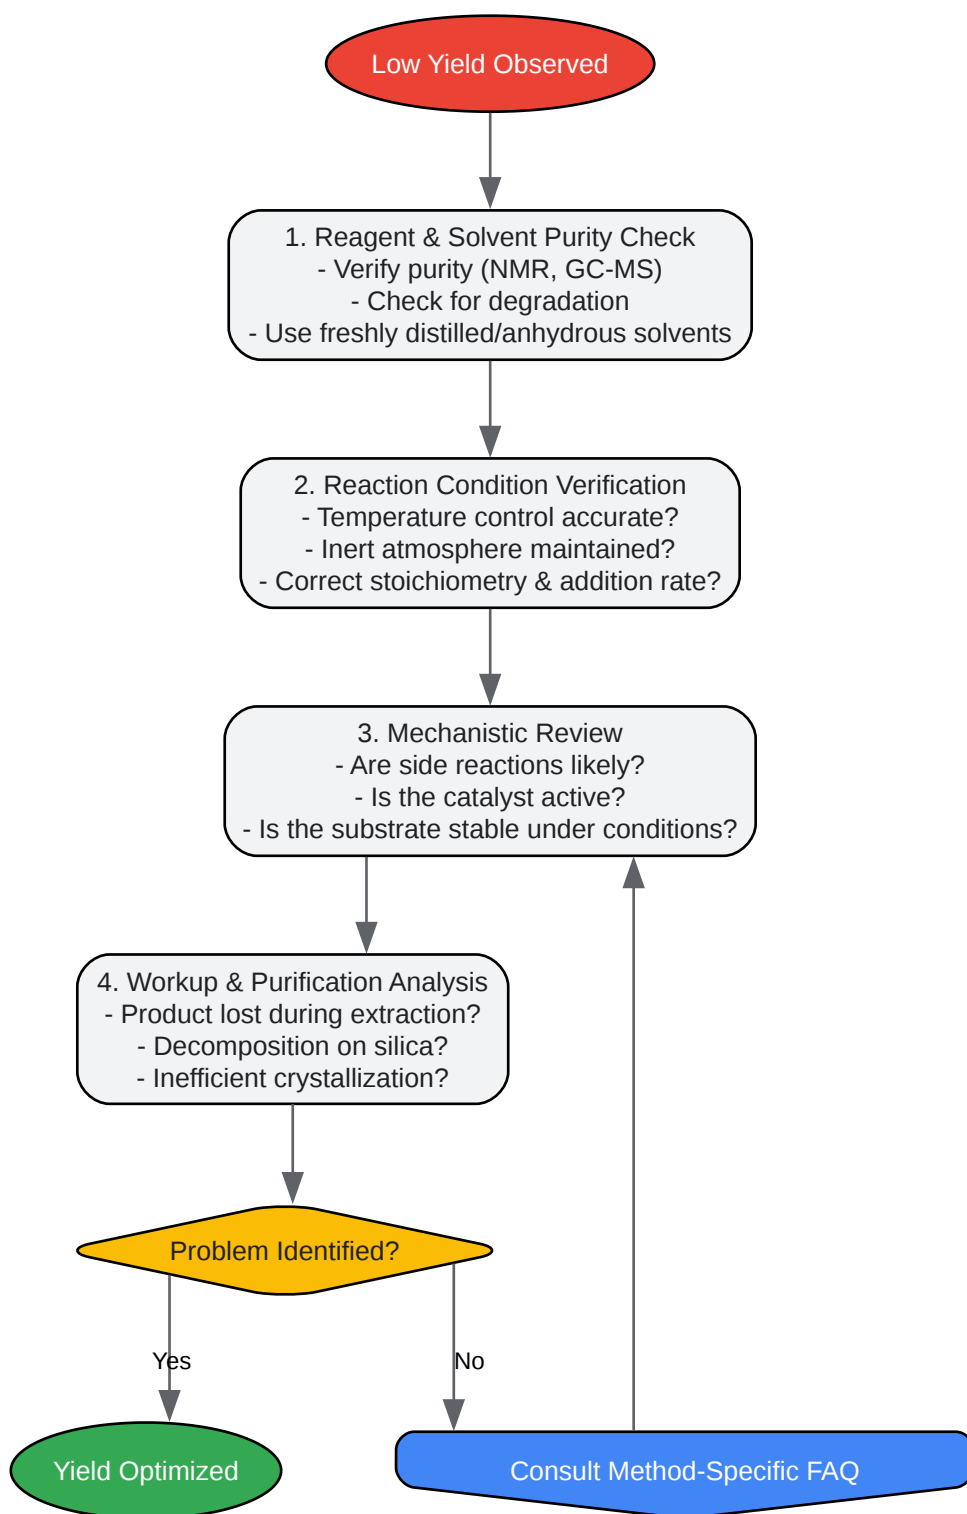 Low Yield Observed
1. Reagent & Solvent Purity Check
- Verify purity (NMR, GC-MS)
- Check for degradation
- Use freshly distilled/anhydrous solvents
2. Reaction Condition Verification
- Temperature control accurate?
- Inert atmosphere maintained?
- Correct stoichiometry & addition rate?
3. Mechanistic Review
- Are side reactions likely?
- Is the catalyst active?
- Is the substrate stable under conditions?
4. Workup & Purification Analysis
- Product lost during extraction?
- Decomposition on silica?
- Inefficient crystallization?
Problem Identified?
Yes
No
Yield Optimized
Consult Method-Specific FAQ